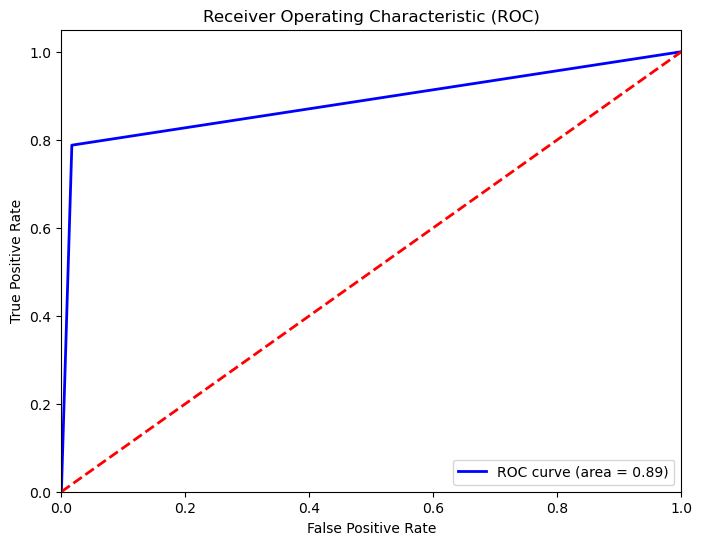 Receiver Operating Characteristic (ROC)
1.0
0.8
0.6
0.4
0.2
0.0
True Positive Rate
ROC curve (area = 0.89)
0.0 0.2 0.4 0.6 0.8 1.0
False Positive Rate